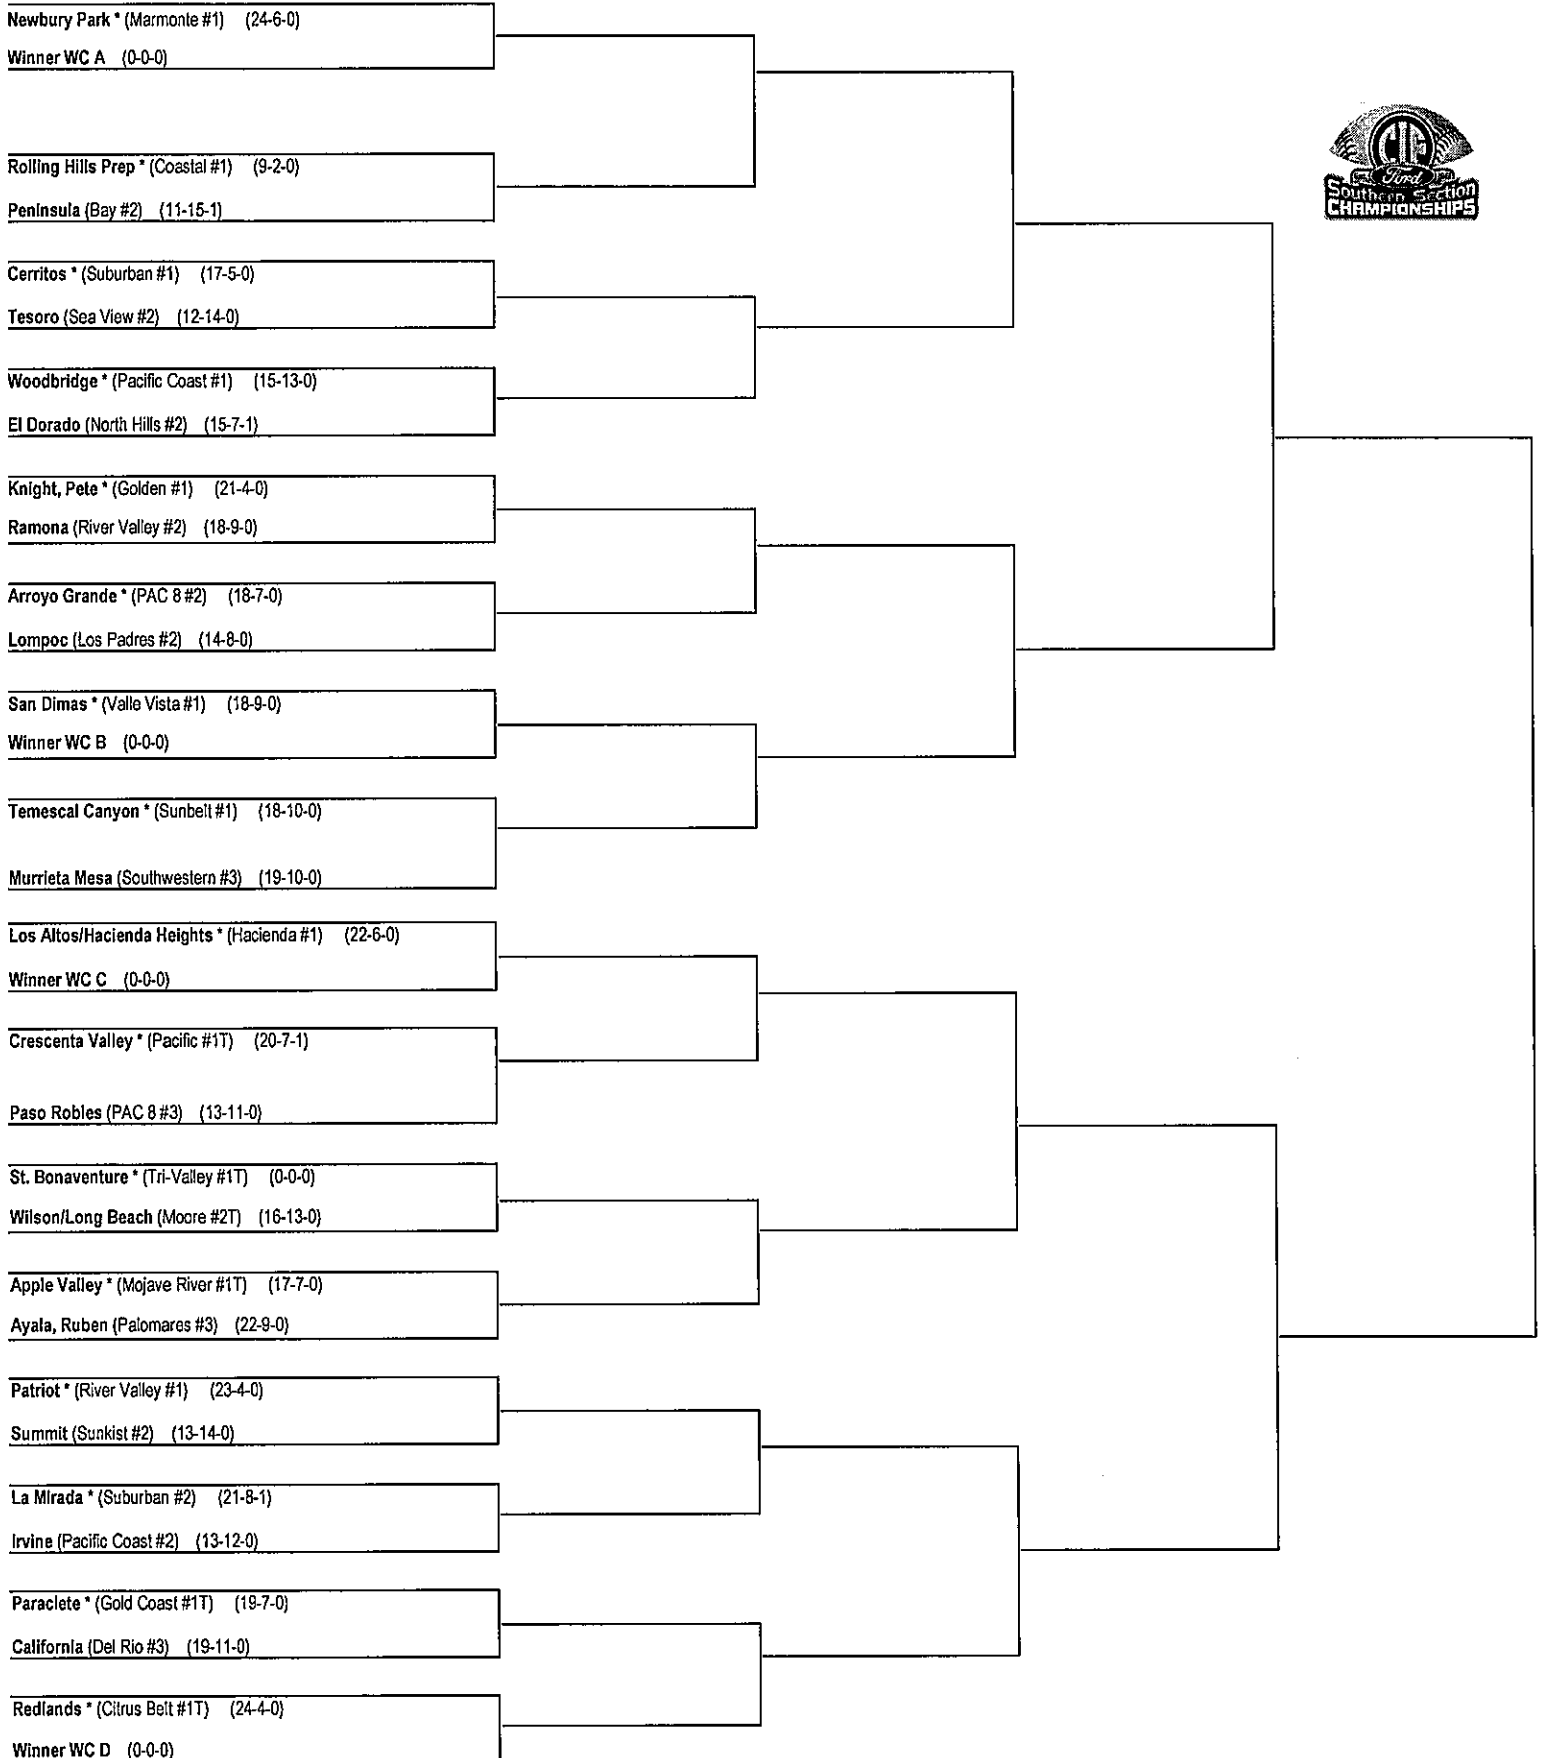 Newbury Park * (Marmonte #1) (24-6-0)
Winner WC A (0-0-0)
Rolling Hills Prep * (Coastal #1) (9-2-0)
Peninsula (Bay #2) (11-15-1)
Cerritos * (Suburban #1) (17-5-0)
Tesoro (Sea View #2) (12-14-0)
Woodbridge * (Pacific Coast #1) (15-13-0)
El Dorado (North Hills #2) (15-7-1)
Knight, Pete * (Golden #1) (21-4-0)
Ramona (River Valley #2) (18-9-0)
Arroyo Grande * (PAC 8 #2) (18-7-0)
Lompoc (Los Padres #2) (14-8-0)
San Dimas * (Valle Vista #1) (18-9-0)
Winner WC B (0-0-0)
Temescal Canyon * (Sunbelt #1) (18-10-0)
Murrieta Mesa (Southwestern #3) (19-10-0)
Los Altos/Hacienda Heights * (Hacienda #1) (22-6-0)
Winner WC C (0-0-0)
Crescenta Valley * (Pacific #1T) (20-7-1)
Paso Robles (PAC 8 #3) (13-11-0)
St. Bonaventure * (Tri-Valley #1T) (0-0-0)
Wilson/Long Beach (Moore #2T) (16-13-0)
Apple Valley * (Mojave River #1T) (17-7-0)
Ayala, Ruben (Palomares #3) (22-9-0)
Patriot * (River Valley #1) (23-4-0)
Summit (Sunkist #2) (13-14-0)
La Mirada * (Suburban #2) (21-8-1)
Irvine (Pacific Coast #2) (13-12-0)
Paraclete * (Gold Coast #1T) (19-7-0)
California (Del Rio #3) (19-11-0)
Redlands * (Citrus Belt #1T) (24-4-0)
Winner WC D (0-0-0)
CIF
Ford
Southern Section
CHAMPIONSHIPS